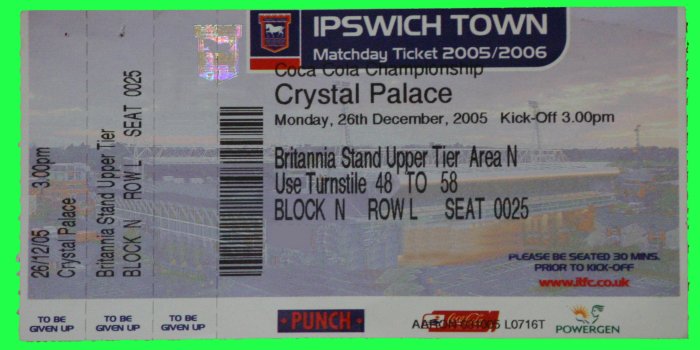 26/12/05 3.00pm
Crystal Palace
Britannia Stand Upper Tier
BLOCK N ROW L SEAT 0025
TO BE
GIVEN UP
TO BE
GIVEN UP
TO BE
GIVEN UP
IPSWICH TOWN
Matchday Ticket 2005/2006
Coca Cola Championship
Crystal Palace
Monday, 26th December, 2005 Kick-Off 3.00pm
Britannia Stand Upper Tier Area N
Use Turnstile 48 TO 58
BLOCK N ROW L SEAT 0025
PLEASE BE SEATED 30 MINS.
PRIOR TO KICK-OFF
www.itfc.co.uk
·PUNCH·
Coca-Cola
L0716T
POWERGEN